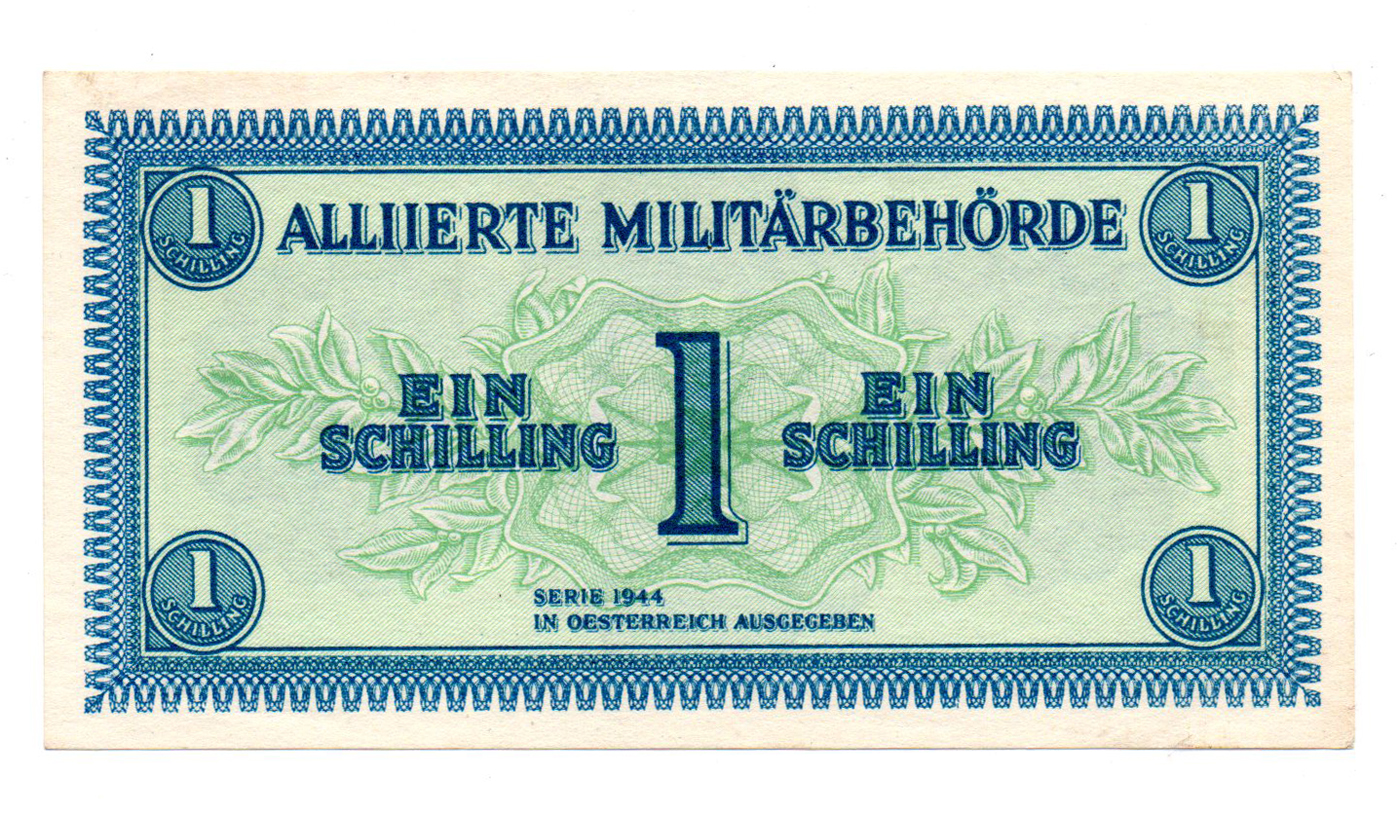 1 SCHILLING
ALLIIERTE MILITÄRBEHÖRDE
1 SCHILLING
EIN
SCHILLING
1
EIN
SCHILLING
1 SCHILLING
SERIE 1944
IN OESTERREICH AUSGEGEBEN
1 SCHILLING